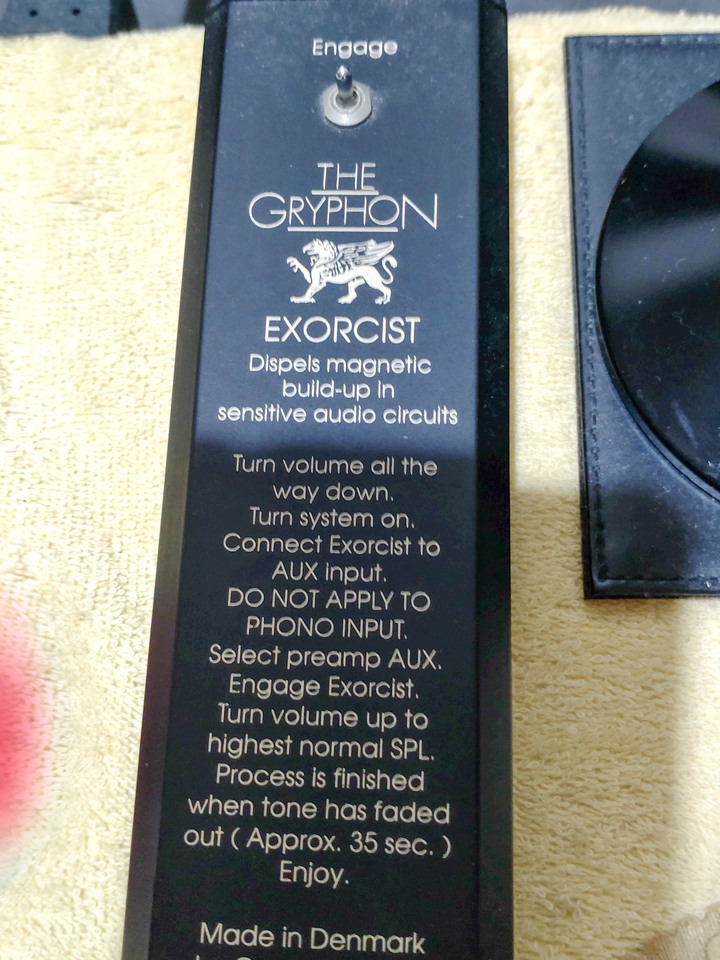 Engage
THE
GRYPHON
EXORCIST
Dispels magnetic
build-up in
sensitive audio circuits
Turn volume all the
way down.
Turn system on.
Connect Exorcist to
AUX input.
DO NOT APPLY TO
PHONO INPUT.
Select preamp AUX.
Engage Exorcist.
Turn volume up to
highest normal SPL.
Process is finished
when tone has faded
out ( Approx. 35 sec. )
Enjoy.
Made in Denmark